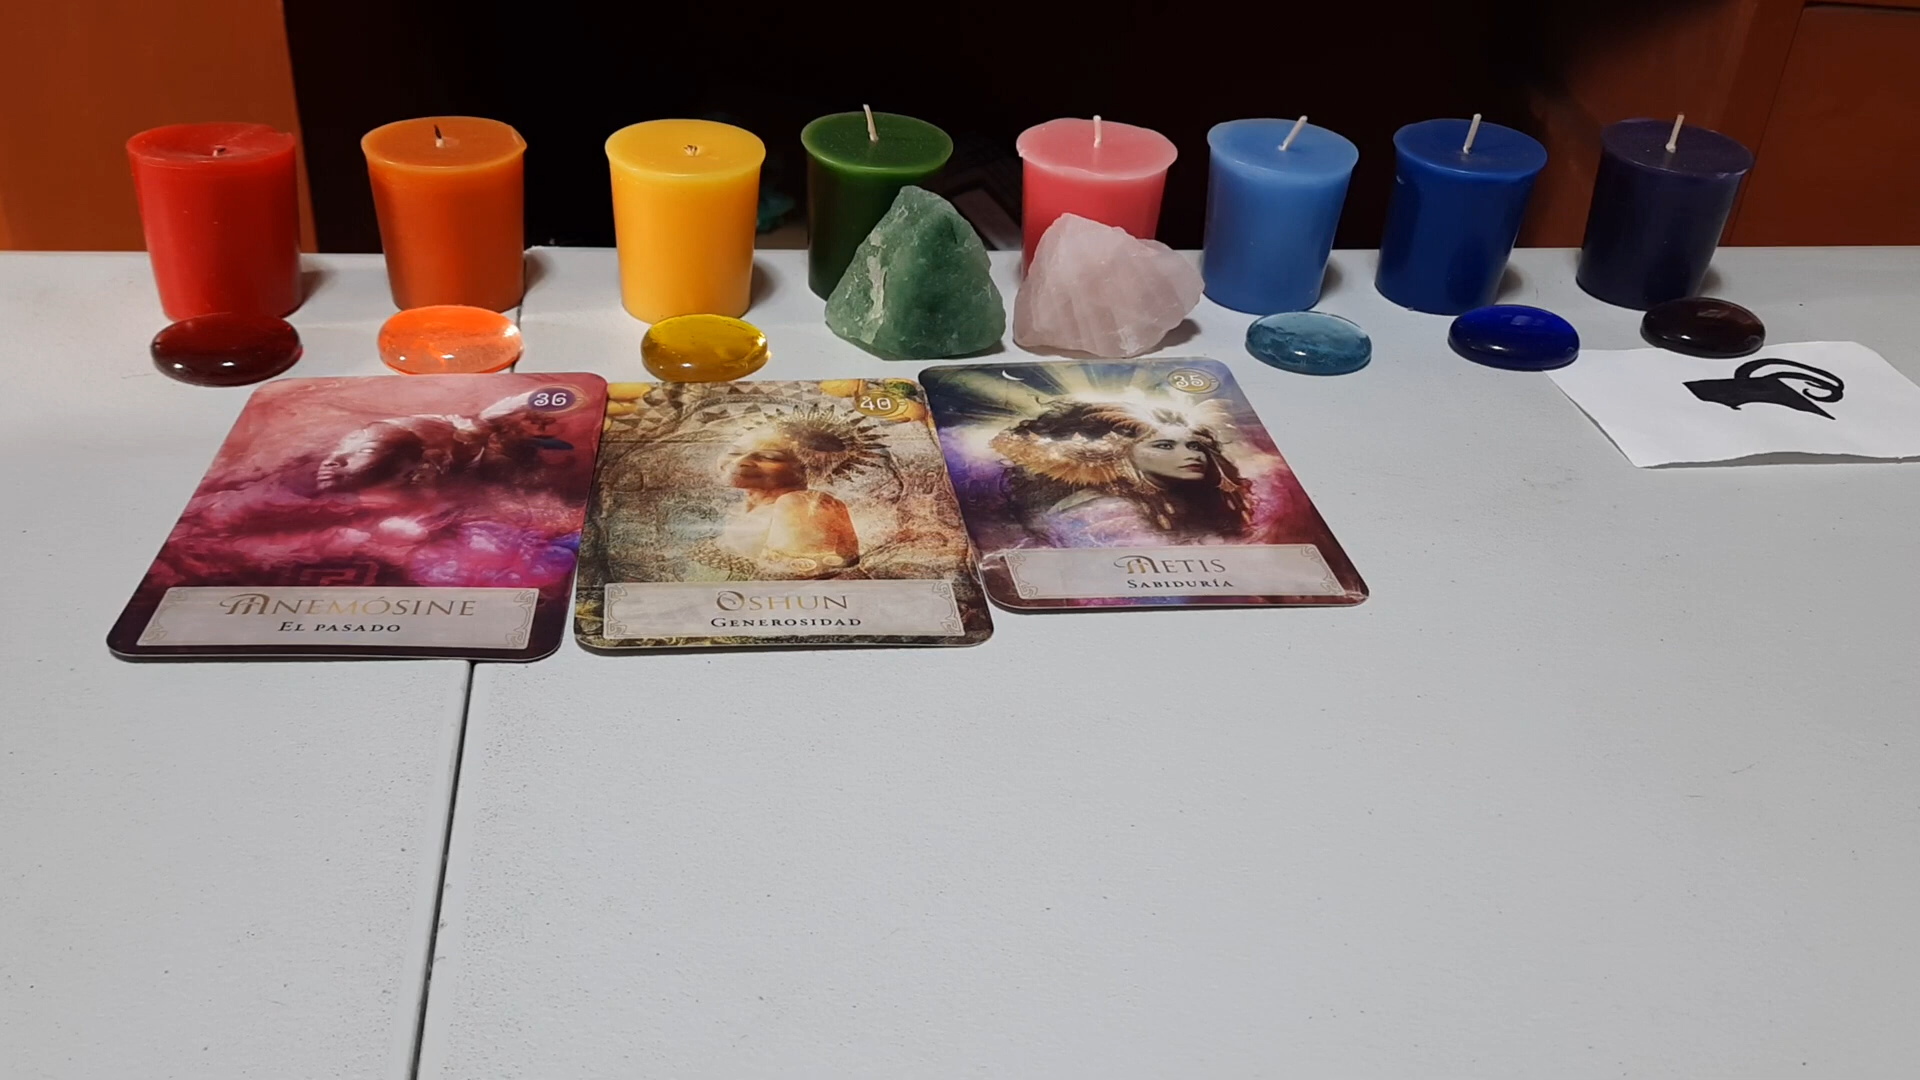 36
MNEMÓSINE
EL PASADO
40
OSHUN
GENEROSIDAD
35
METIS
SABIDURÍA